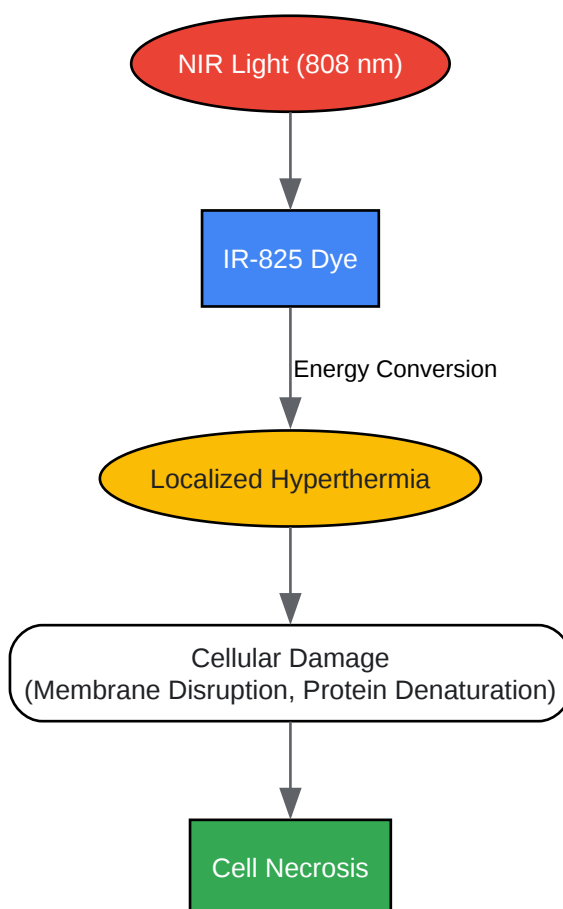 NIR Light (808 nm)
IR-825 Dye
Energy Conversion
Localized Hyperthermia
Cellular Damage
(Membrane Disruption, Protein Denaturation)
Cell Necrosis